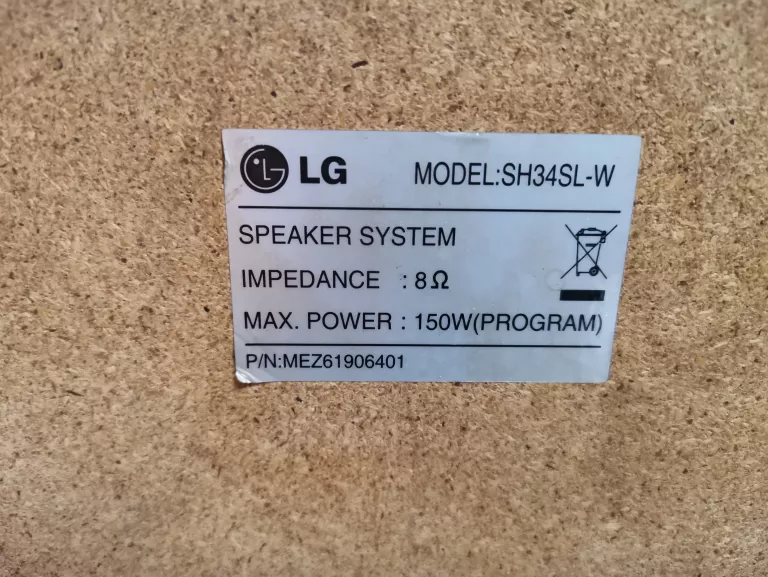 LG MODEL:SH34SL-W
SPEAKER SYSTEM
IMPEDANCE : 8Ω
MAX. POWER : 150W(PROGRAM)
P/N:MEZ61906401